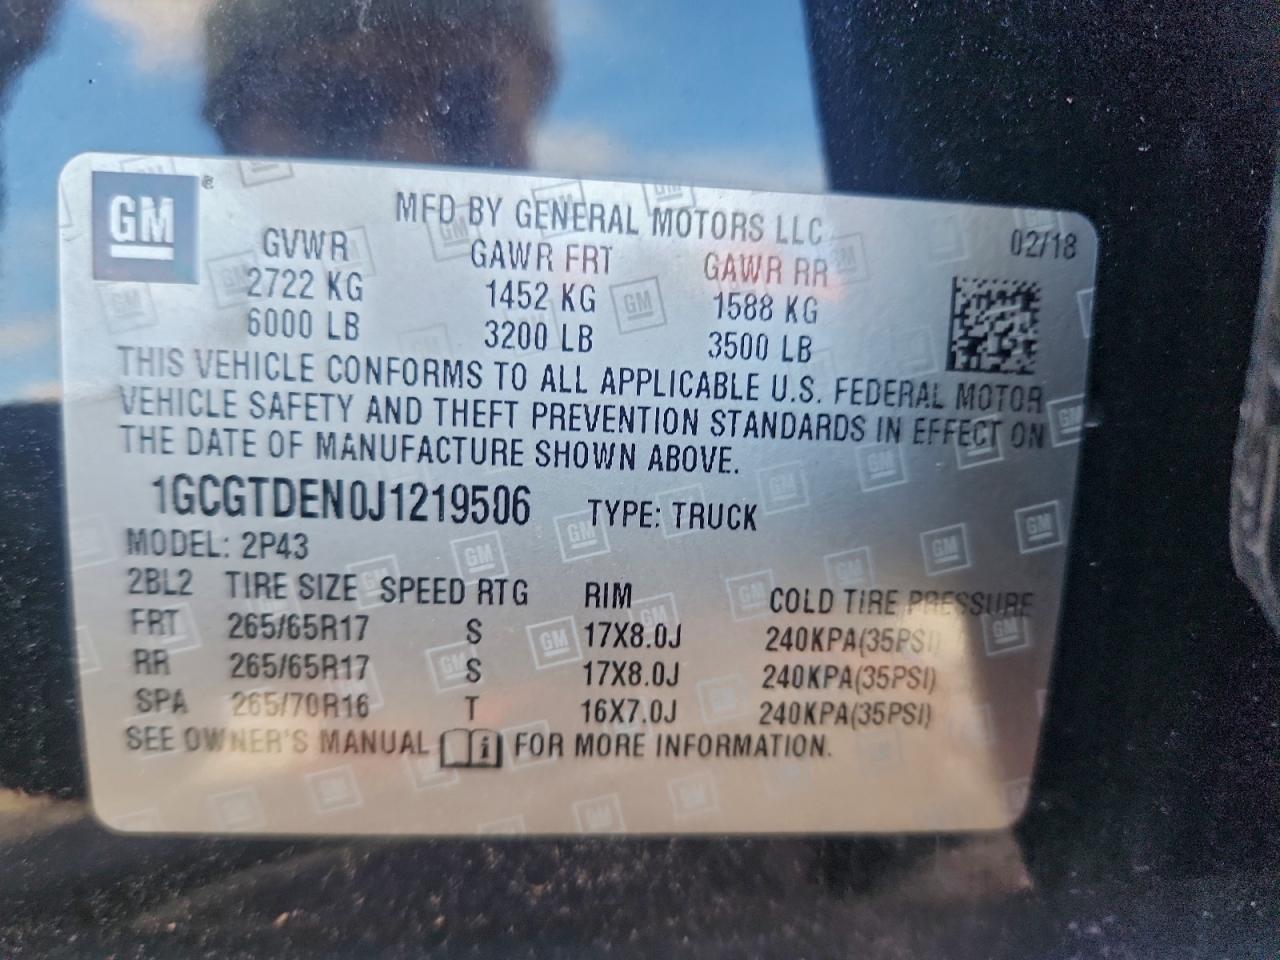 GM
MFD BY GENERAL MOTORS LLC
02/18
GVWR GAWR FRT GAWR RR
2722 KG 1452 KG 1588 KG
6000 LB 3200 LB 3500 LB
THIS VEHICLE CONFORMS TO ALL APPLICABLE U.S. FEDERAL MOTOR
VEHICLE SAFETY AND THEFT PREVENTION STANDARDS IN EFFECT ON
THE DATE OF MANUFACTURE SHOWN ABOVE.
1GCGTDEN0J1219506 TYPE: TRUCK
MODEL: 2P43
2BL2 TIRE SIZE SPEED RTG RIM COLD TIRE PRESSURE
FRT 265/65R17 S 17X8.0J 240KPA(35PSI)
RR 265/65R17 S 17X8.0J 240KPA(35PSI)
SPA 265/70R16 T 16X7.0J 240KPA(35PSI)
SEE OWNER'S MANUAL i FOR MORE INFORMATION.